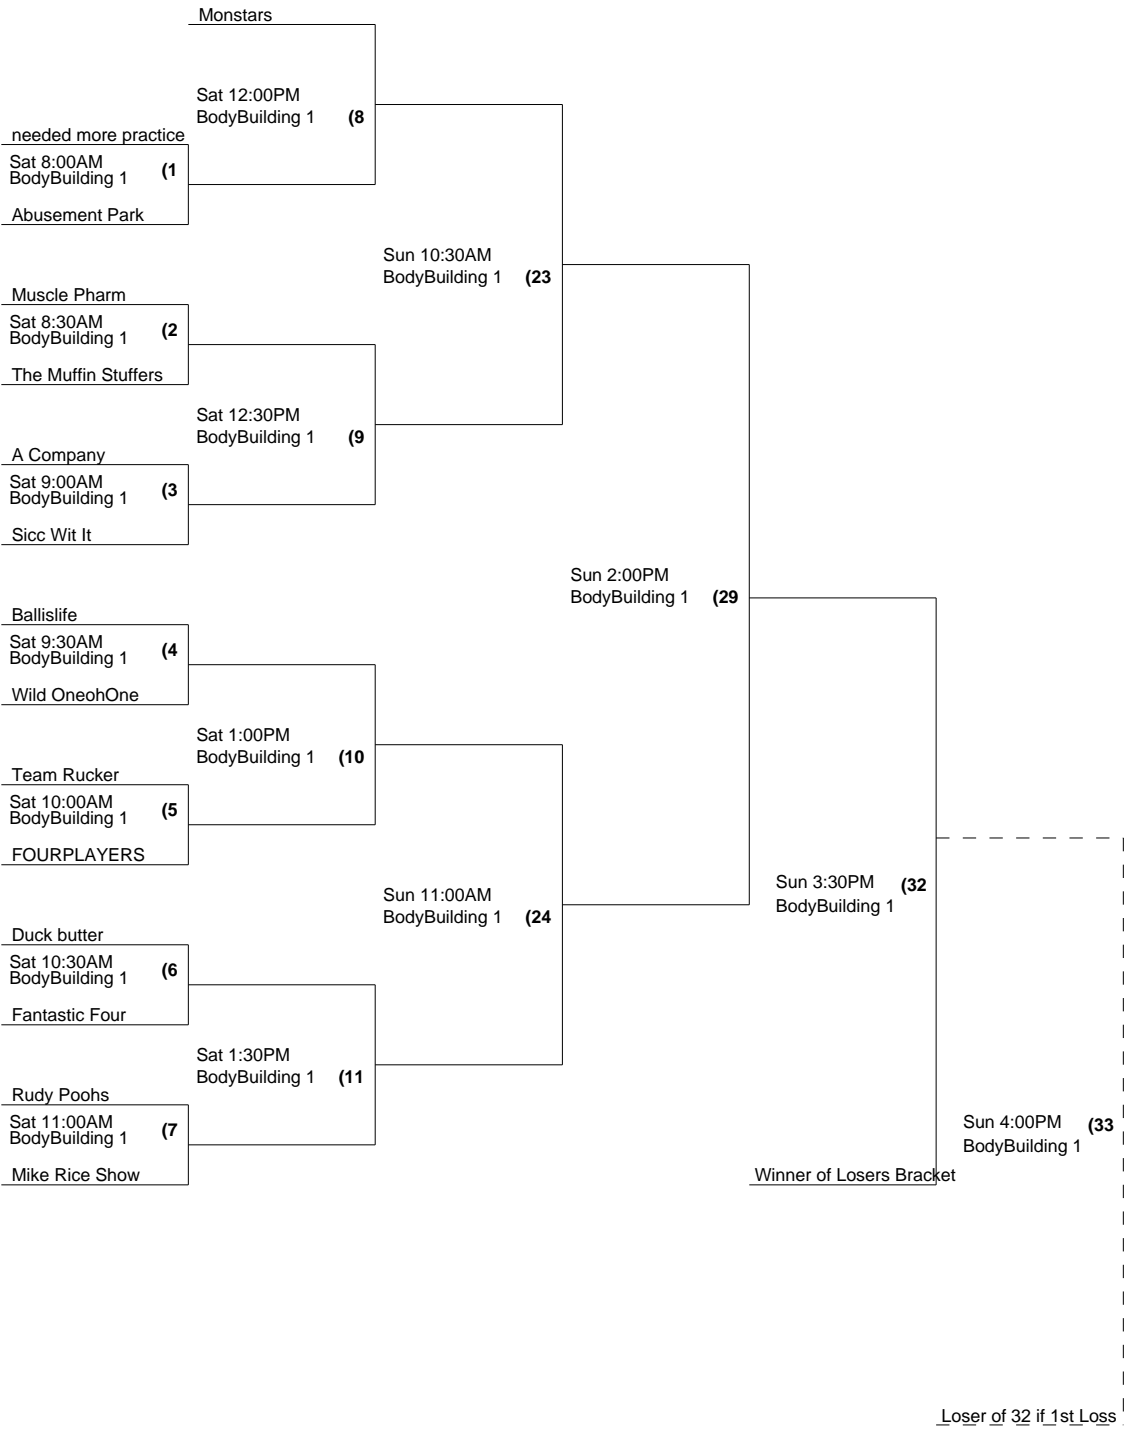 Monstars
Sat 12:00PM
BodyBuilding 1 (8
needed more practice
Sat 8:00AM
BodyBuilding 1 (1
Abusement Park
Sun 10:30AM
BodyBuilding 1 (23
Muscle Pharm
Sat 8:30AM
BodyBuilding 1 (2
The Muffin Stuffers
Sat 12:30PM
BodyBuilding 1 (9
A Company
Sat 9:00AM
BodyBuilding 1 (3
Sicc Wit It
Sun 2:00PM
BodyBuilding 1 (29
Ballislife
Sat 9:30AM
BodyBuilding 1 (4
Wild OneohOne
Sat 1:00PM
BodyBuilding 1 (10
Team Rucker
Sat 10:00AM
BodyBuilding 1 (5
FOURPLAYERS
Sun 11:00AM
BodyBuilding 1 (24
Sun 3:30PM (32
BodyBuilding 1
Duck butter
Sat 10:30AM
BodyBuilding 1 (6
Fantastic Four
Sat 1:30PM
BodyBuilding 1 (11
Rudy Poohs
Sat 11:00AM
BodyBuilding 1 (7
Mike Rice Show
Sun 4:00PM (33
BodyBuilding 1
Winner of Losers Bracket
Loser of 32 if 1st Loss